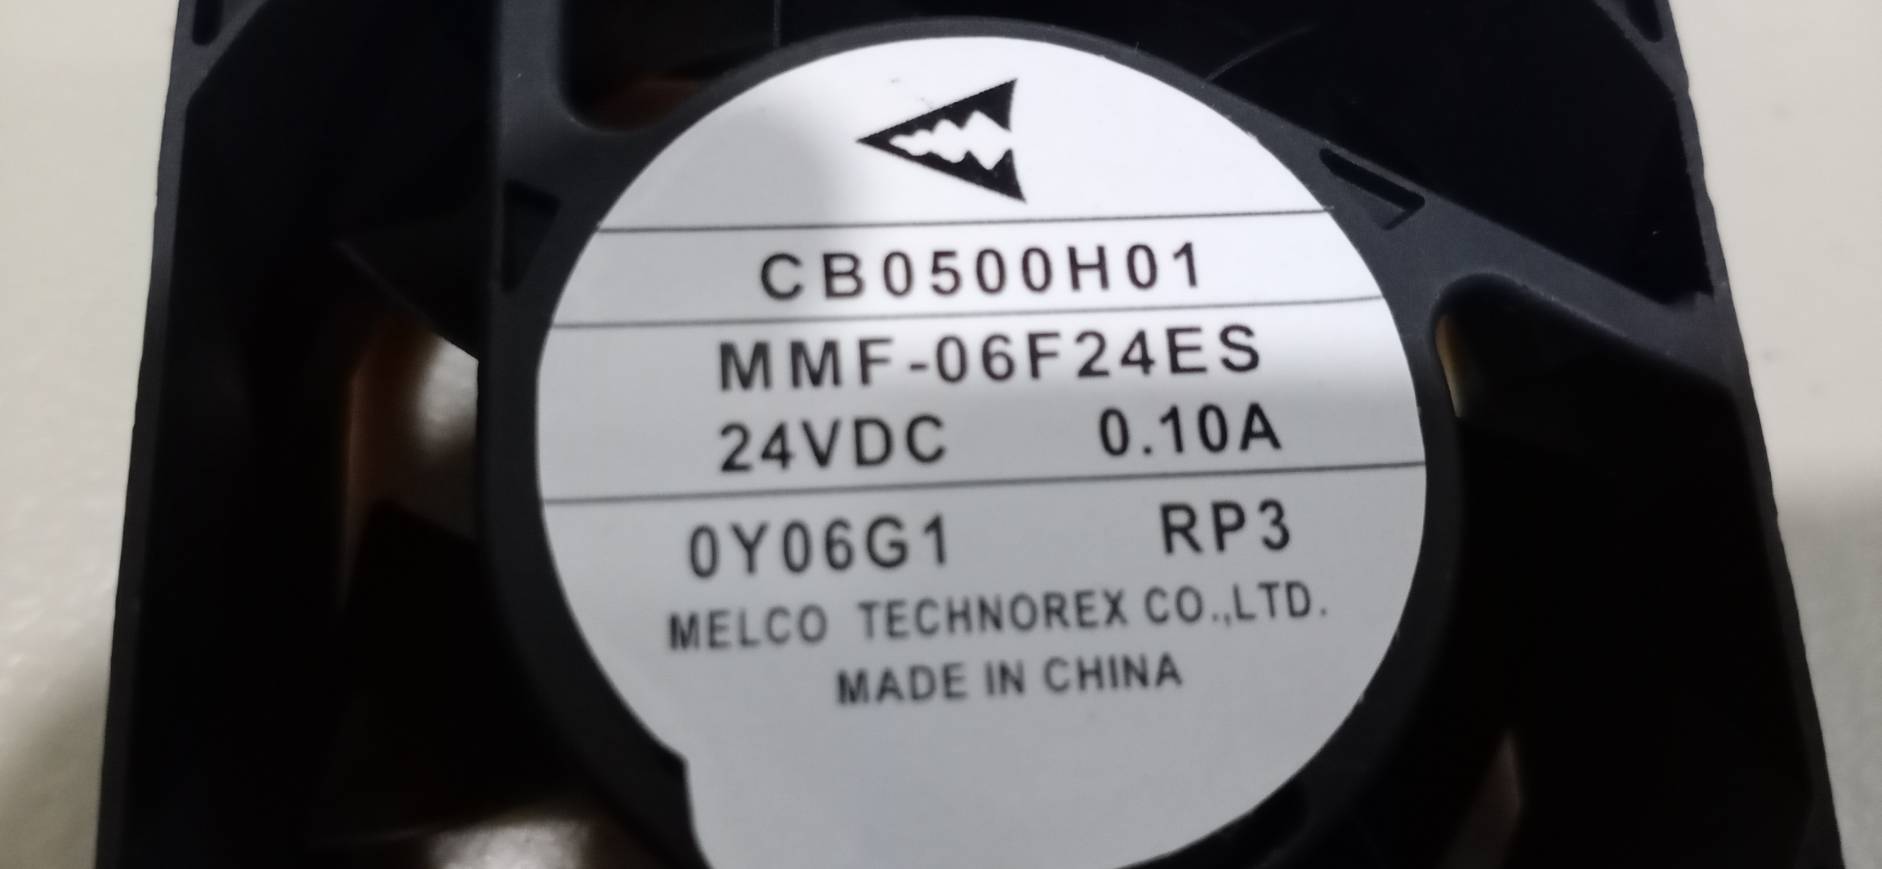 CB0500H01
MMF-06F24ES
24VDC 0.10A
0Y06G1 RP3
MELCO TECHNOREX CO.,LTD.
MADE IN CHINA